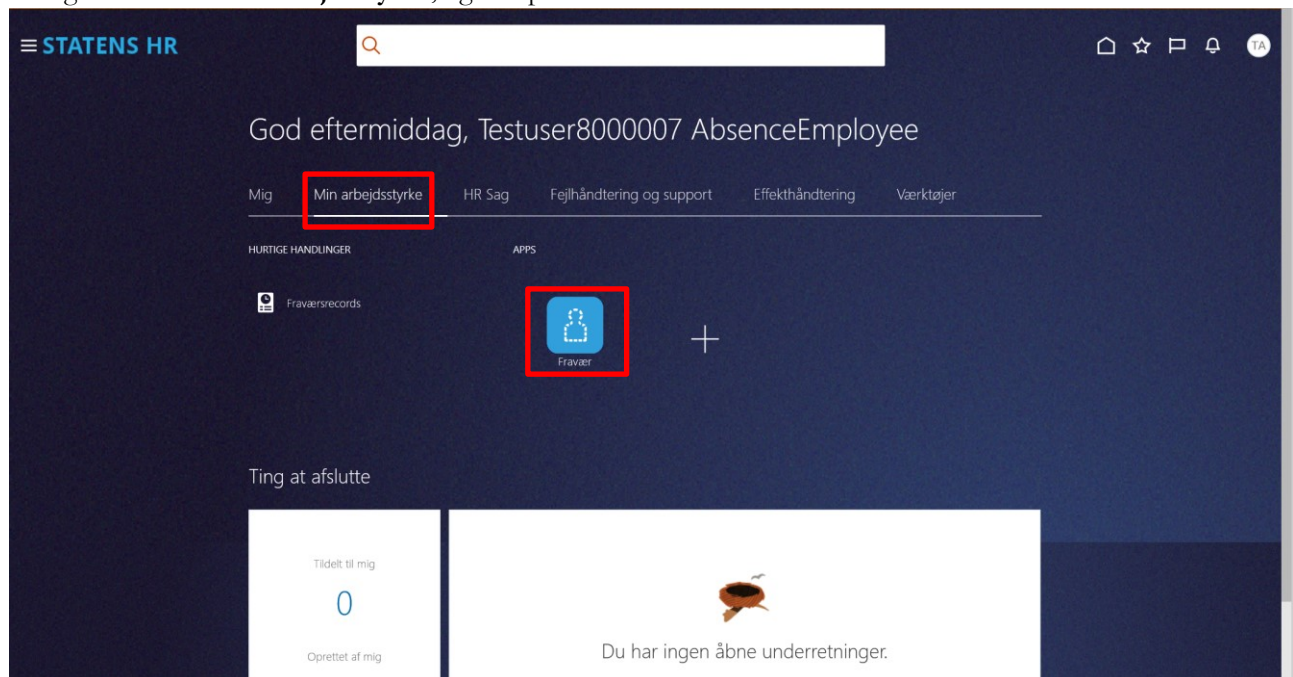 STATENS HR
TA
God eftermiddag, Testuser8000007 AbsenceEmployee
Mig Min arbejdsstyrke HR Sag Fejlhåndtering og support Effekthåndtering Værktøjer
HURTIGE HANDLINGER APPS
Fraværsrecords
Fravær
Ting at afslutte
Tildelt til mig
0
Du har ingen åbne underretninger.
Oprettet af mig